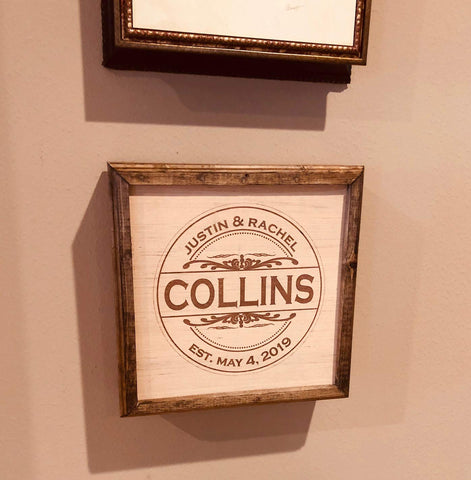 JUSTIN & RACHEL
COLLINS
EST. MAY 4, 2019